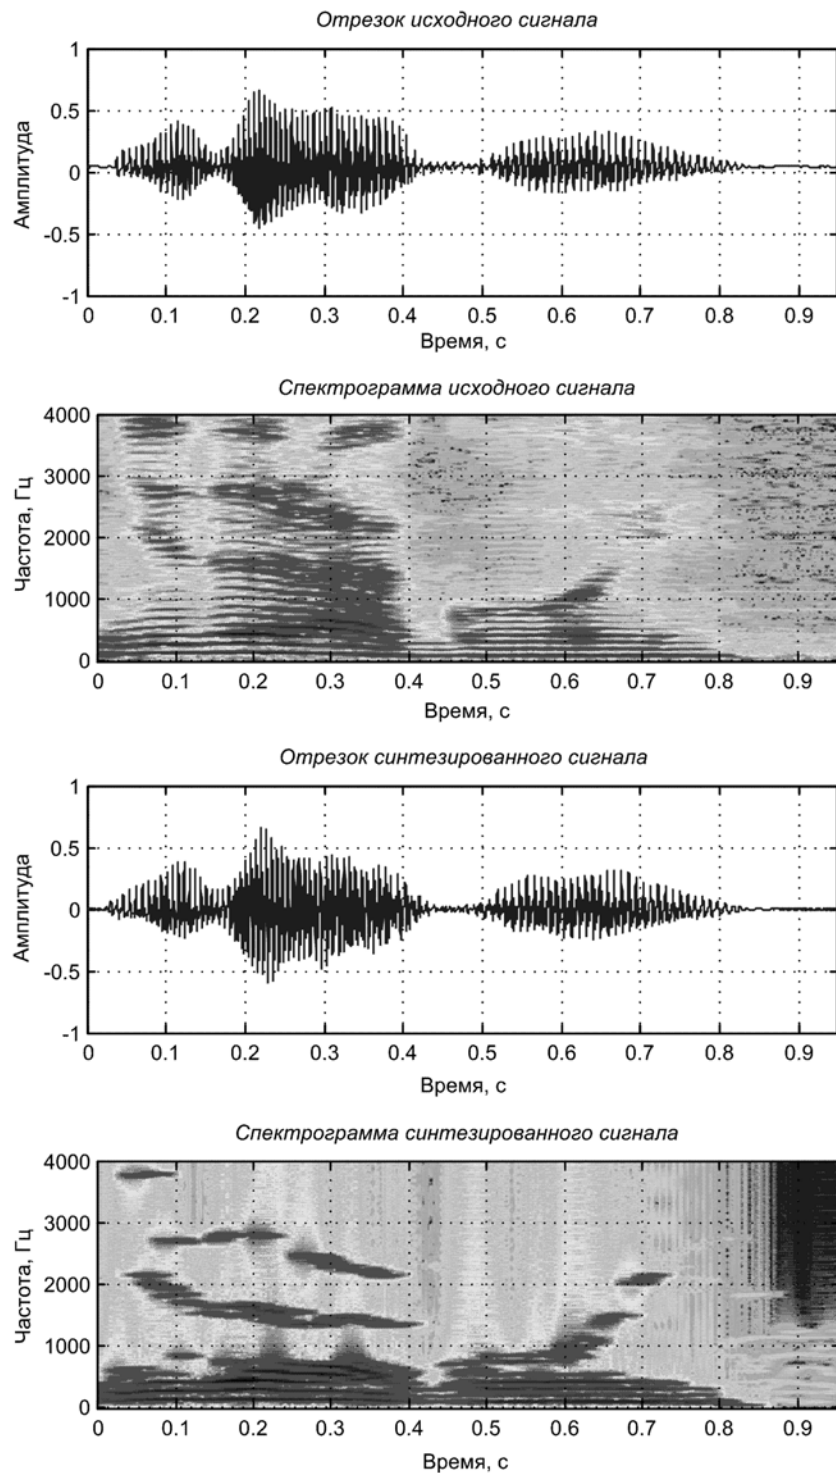 Отрезок исходного сигнала
1
0.5
0
-0.5
-1
Амплитуда
0 0.1 0.2 0.3 0.4 0.5 0.6 0.7 0.8 0.9
Время, с
Спектрограмма исходного сигнала
4000
3000
2000
1000
0
Частота, Гц
0 0.1 0.2 0.3 0.4 0.5 0.6 0.7 0.8 0.9
Время, с
Отрезок синтезированного сигнала
1
0.5
0
-0.5
-1
Амплитуда
0 0.1 0.2 0.3 0.4 0.5 0.6 0.7 0.8 0.9
Время, с
Спектрограмма синтезированного сигнала
4000
3000
2000
1000
0
Частота, Гц
0 0.1 0.2 0.3 0.4 0.5 0.6 0.7 0.8 0.9
Время, с